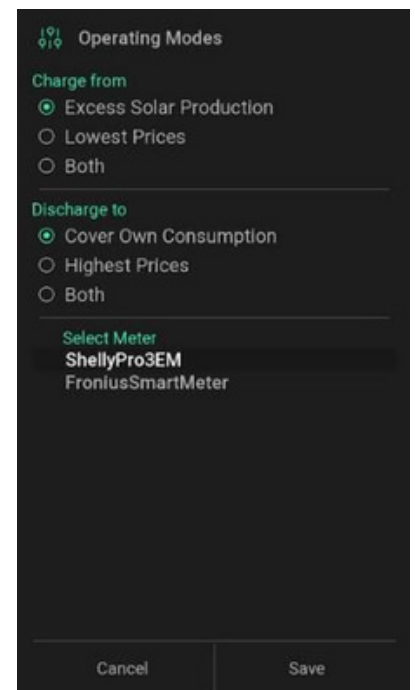 Operating Modes
Charge from
Excess Solar Production
Lowest Prices
Both
Discharge to
Cover Own Consumption
Highest Prices
Both
Select Meter
ShellyPro3EM
FroniusSmartMeter
Cancel Save